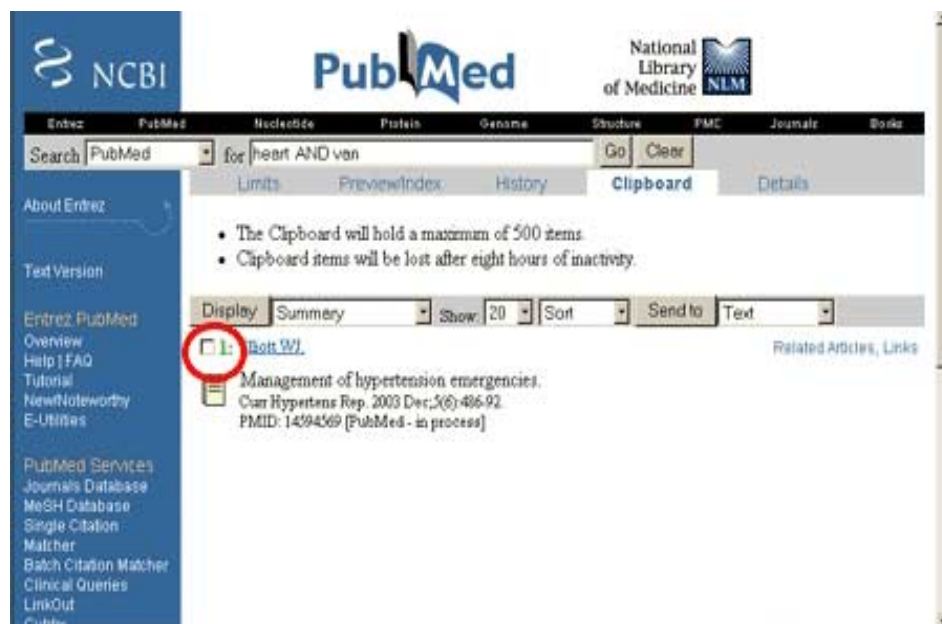 NCBI
PubMed
National
Library
of Medicine NLM
Entrez PubMed Nucleotide Protein Genome Structure PMC Journals Books
Search PubMed for heart AND van Go Clear
Limits Preview/Index History Clipboard Details
About Entrez
• The Clipboard will hold a maximum of 500 items.
• Clipboard items will be lost after eight hours of inactivity.
Text Version
Display Summary Show: 20 Sort Send to Text
Entrez PubMed
Overview
Help | FAQ
Tutorial
New/Noteworthy
E-Utilities
1: Elliott WJ. Related Articles, Links
Management of hypertension emergencies.
Curr Hypertens Rep. 2003 Dec;5(6):486-92.
PMID: 14594569 [PubMed - in process]
PubMed Services
Journals Database
MeSH Database
Single Citation
Matcher
Batch Citation Matcher
Clinical Queries
LinkOut
Cubby